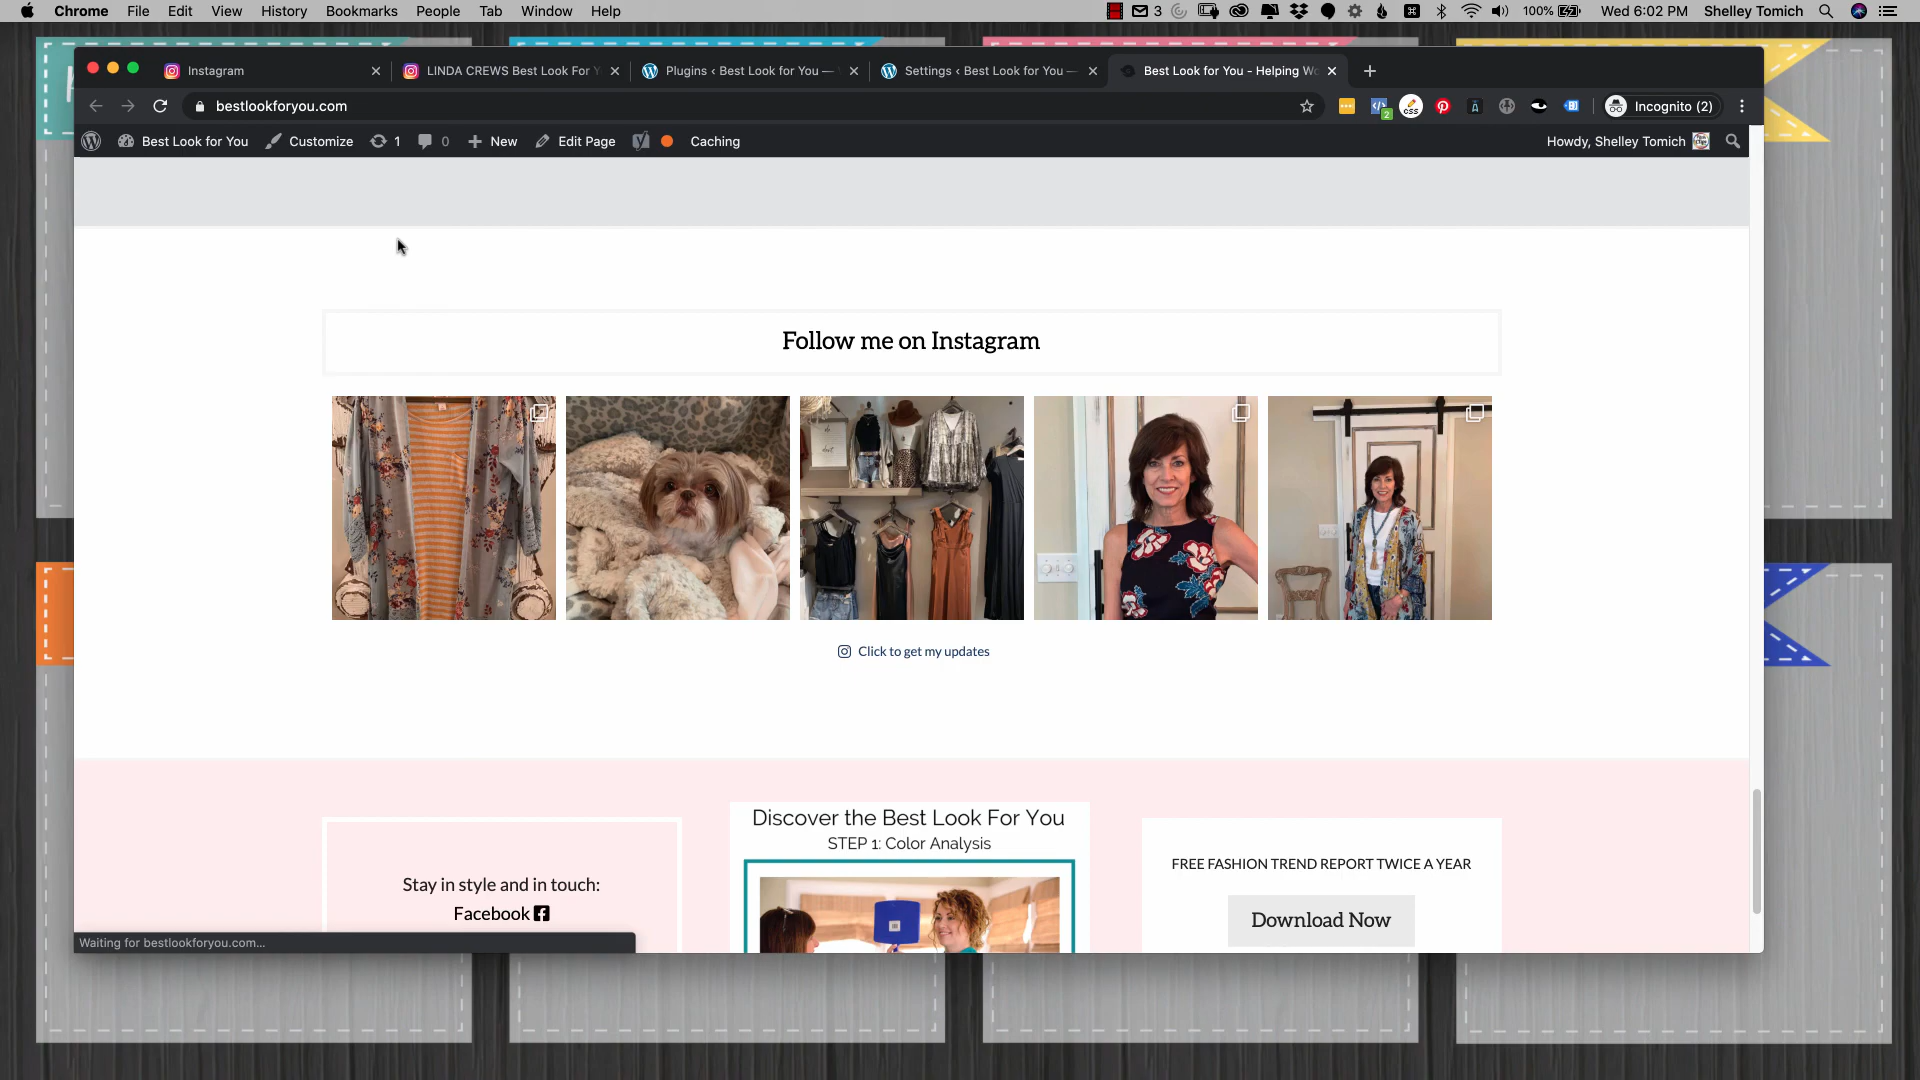 Chrome File Edit View History Bookmarks People Tab Window Help 3 100% Wed 6:02 PM Shelley Tomich
Instagram LINDA CREWS Best Look For Y Plugins ‹ Best Look for You — Settings ‹ Best Look for You — Best Look for You - Helping Wo
bestlookforyou.com css 2 Incognito (2)
Best Look for You Customize 1 0 New Edit Page Caching Howdy, Shelley Tomich
Follow me on Instagram
Click to get my updates
Discover the Best Look For You
STEP 1: Color Analysis
Stay in style and in touch:
Facebook
FREE FASHION TREND REPORT TWICE A YEAR
Download Now
Waiting for bestlookforyou.com...